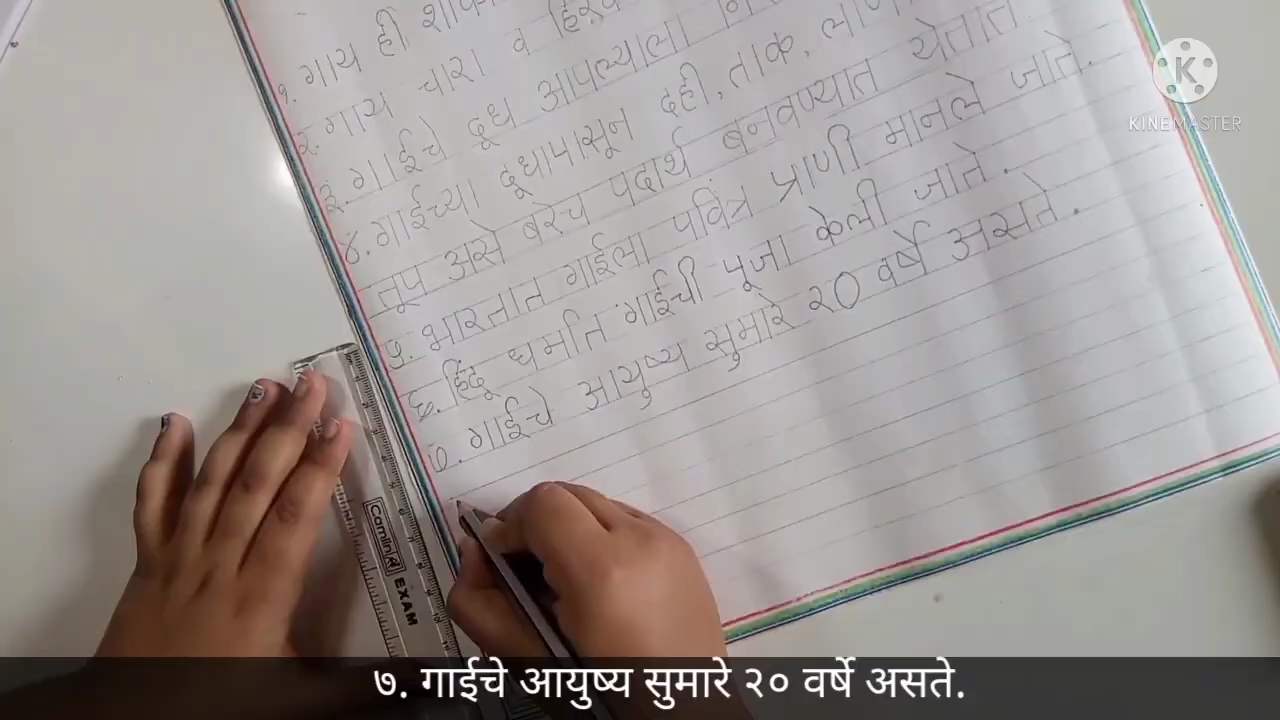 १. गाय ही
२. गाय चारा व
३. गाईचे दूध आपल्याला
४. गाईच्या दूधापासून दही, ताक,
तूप असे बरेच पदार्थ बनवण्यात येतात
५. भारतात गाईला पवित्र प्राणी मानले जाते.
६. हिंदू धर्मात गाईची पूजा केली जाते.
७. गाईचे आयुष्य सुमारे २० वर्षे असते.
K
KINEMASTER
Camlin
EXAM
७. गाईचे आयुष्य सुमारे २० वर्षे असते.